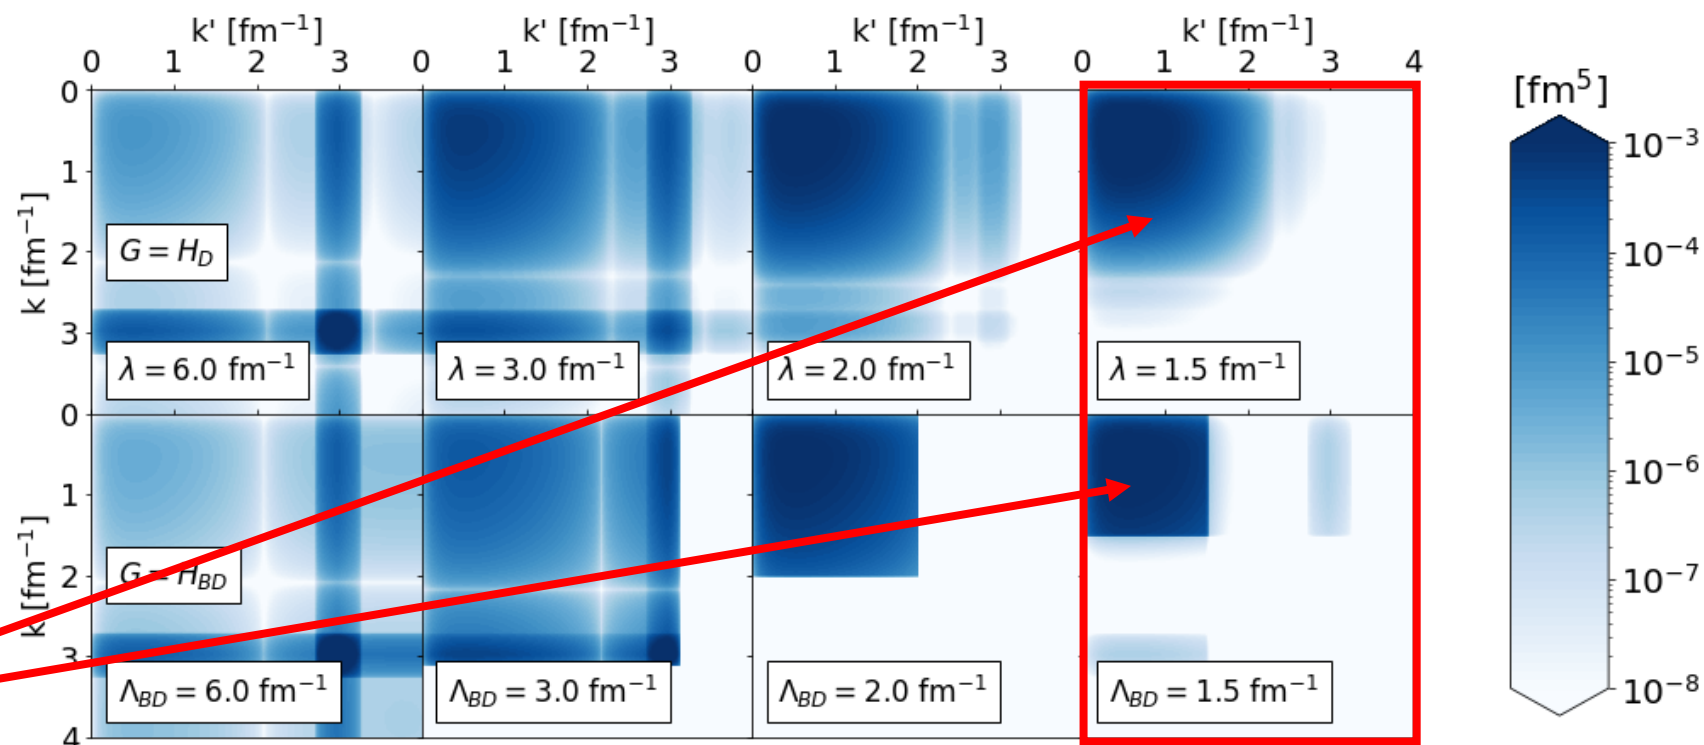 k' [fm⁻¹] k' [fm⁻¹] k' [fm⁻¹] k' [fm⁻¹]
0 1 2 3 0 1 2 3 0 1 2 3 0 1 2 3 4
[fm⁵]
0
10⁻³
1
k [fm⁻¹]
2
G = H_D
10⁻⁴
3
λ = 6.0 fm⁻¹ λ = 3.0 fm⁻¹ λ = 2.0 fm⁻¹ λ = 1.5 fm⁻¹
10⁻⁵
0
10⁻⁶
1
k [fm⁻¹]
2
G = H_BD
10⁻⁷
3
Λ_BD = 6.0 fm⁻¹ Λ_BD = 3.0 fm⁻¹ Λ_BD = 2.0 fm⁻¹ Λ_BD = 1.5 fm⁻¹
10⁻⁸
4